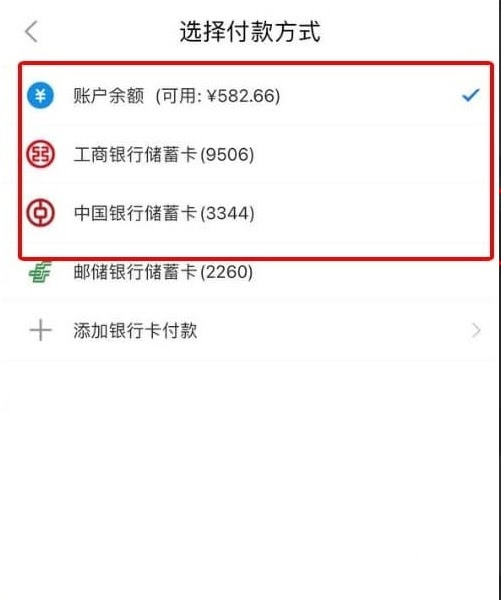 选择付款方式
账户余额 (可用: ¥582.66)
工商银行储蓄卡(9506)
中国银行储蓄卡(3344)
邮储银行储蓄卡(2260)
添加银行卡付款